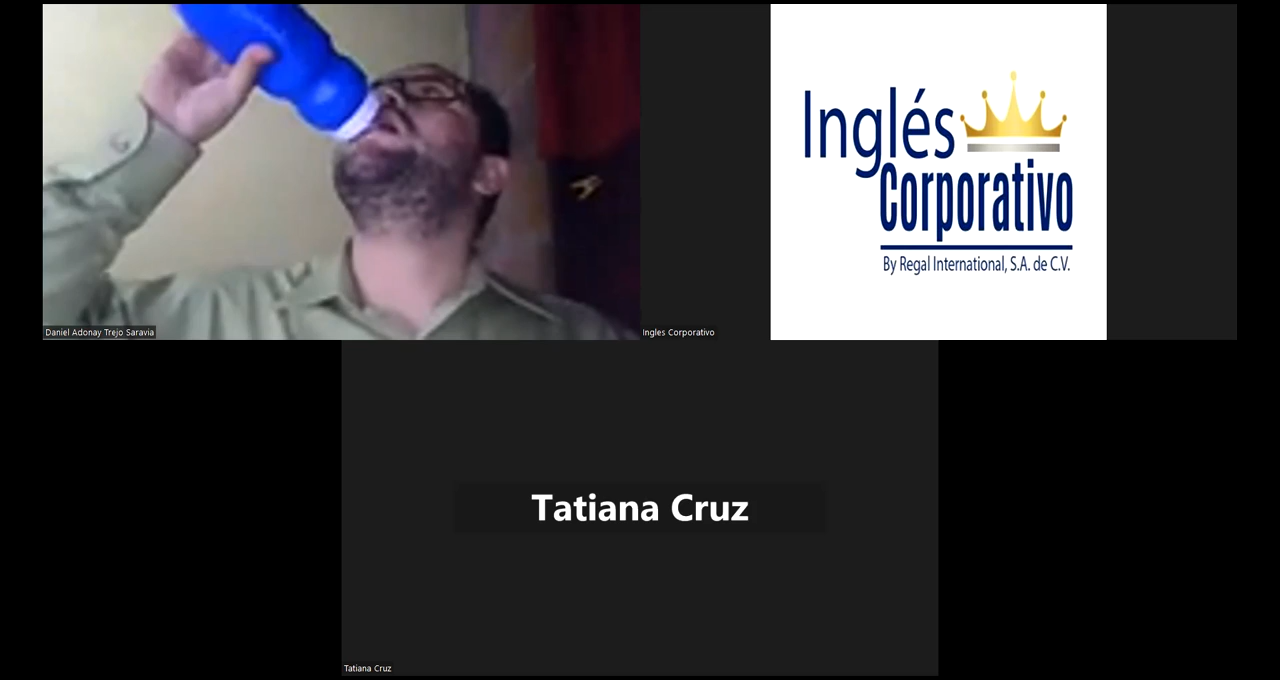 Inglés
Corporativo
By Regal International, S.A. de C.V.
Daniel Adonay Trejo Saravia
Ingles Corporativo
Tatiana Cruz
Tatiana Cruz